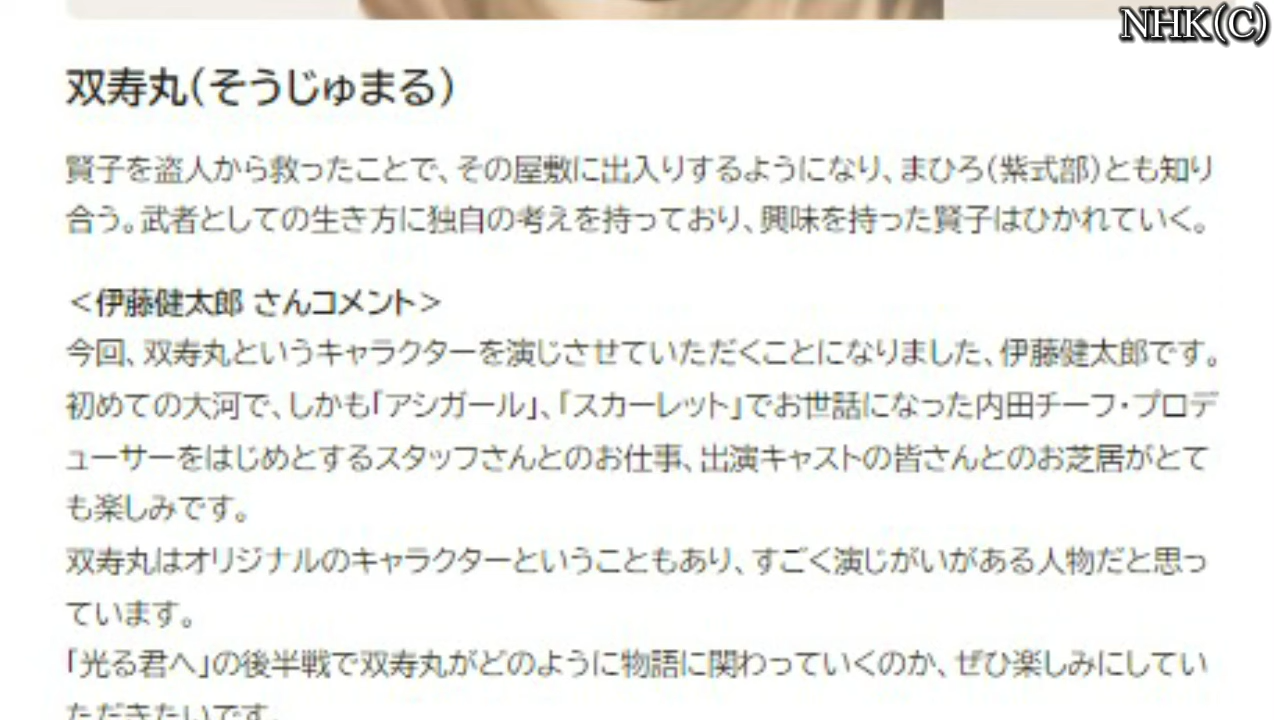 NHK(C)
双寿丸(そうじゅまる)
賢子を盗人から救ったことで、その屋敷に出入りするようになり、まひろ(紫式部)とも知り
合う。武者としての生き方に独自の考えを持っており、興味を持った賢子はひかれていく。
＜伊藤健太郎 さんコメント＞
今回、双寿丸というキャラクターを演じさせていただくことになりました、伊藤健太郎です。
初めての大河で、しかも「アシガール」、「スカーレット」でお世話になった内田チーフ・プロデ
ューサーをはじめとするスタッフさんとのお仕事、出演キャストの皆さんとのお芝居がとて
も楽しみです。
双寿丸はオリジナルのキャラクターということもあり、すごく演じがいがある人物だと思っ
ています。
「光る君へ」の後半戦で双寿丸がどのように物語に関わっていくのか、ぜひ楽しみにしてい
ただきたいです。